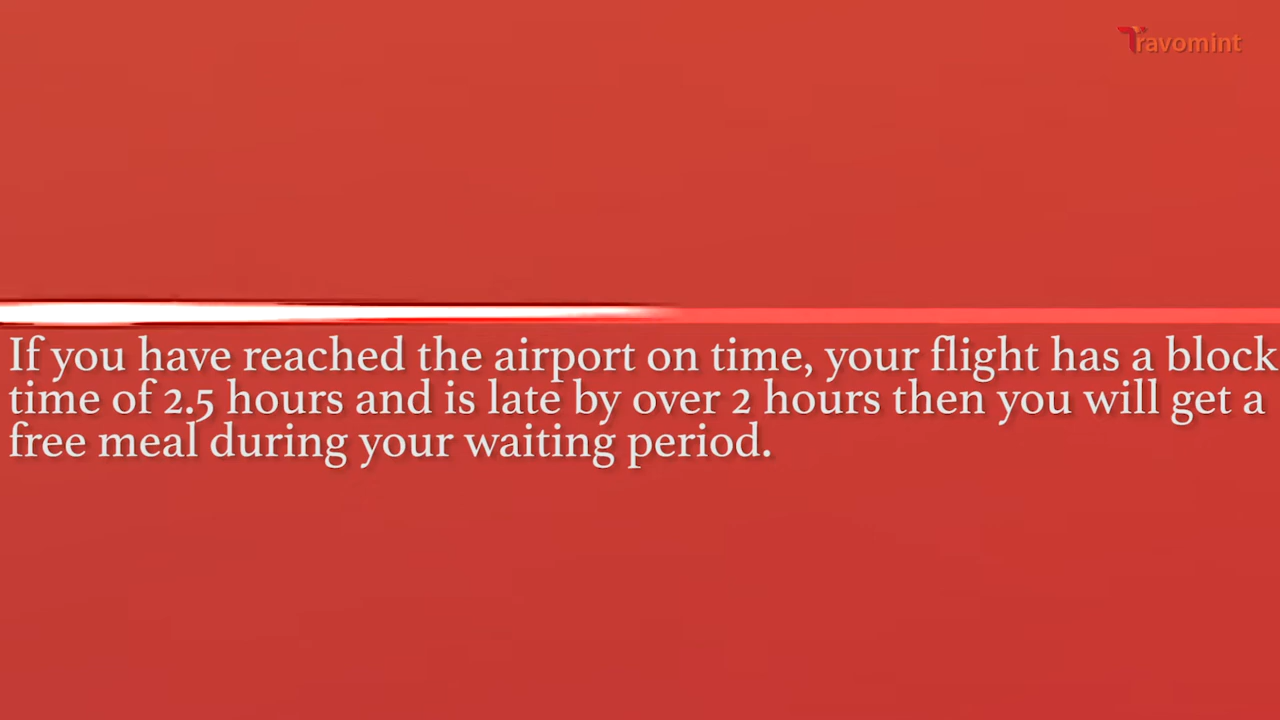 Travomint
If you have reached the airport on time, your flight has a block
time of 2.5 hours and is late by over 2 hours then you will get a
free meal during your waiting period.